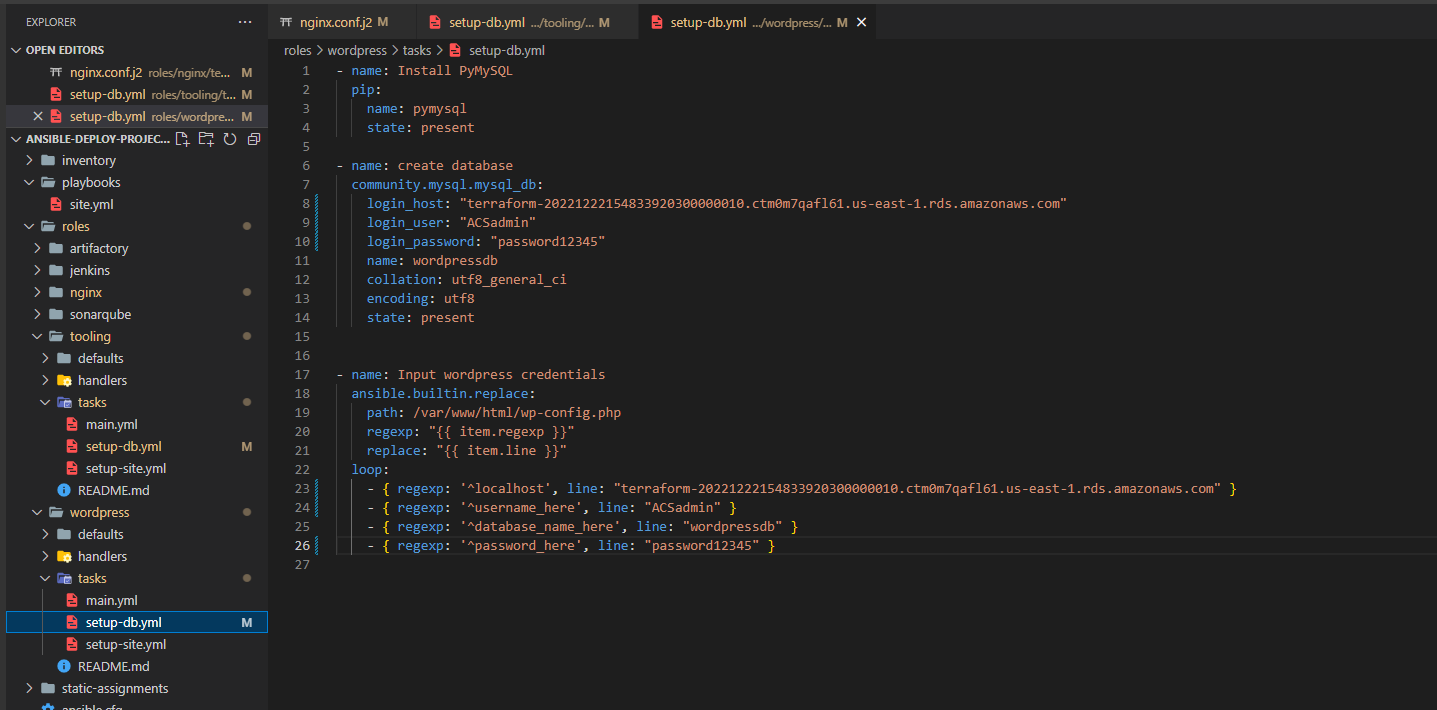 EXPLORER
OPEN EDITORS
nginx.conf.j2 roles/nginx/te... M
setup-db.yml roles/tooling/t... M
setup-db.yml roles/wordpre... M
ANSIBLE-DEPLOY-PROJEC...
inventory
playbooks
site.yml
roles
artifactory
jenkins
nginx
sonarqube
tooling
defaults
handlers
tasks
main.yml
setup-db.yml M
setup-site.yml
README.md
wordpress
defaults
handlers
tasks
main.yml
setup-db.yml M
setup-site.yml
README.md
static-assignments
ansible.cfg
nginx.conf.j2 M setup-db.yml .../tooling/... M setup-db.yml .../wordpress/... M
roles > wordpress > tasks > setup-db.yml
1 - name: Install PyMySQL
2 pip:
3 name: pymysql
4 state: present
5
6 - name: create database
7 community.mysql.mysql_db:
8 login_host: "terraform-20221222154833920300000010.ctm0m7qafl61.us-east-1.rds.amazonaws.com"
9 login_user: "ACSadmin"
10 login_password: "password12345"
11 name: wordpressdb
12 collation: utf8_general_ci
13 encoding: utf8
14 state: present
15
16
17 - name: Input wordpress credentials
18 ansible.builtin.replace:
19 path: /var/www/html/wp-config.php
20 regexp: "{{ item.regexp }}"
21 replace: "{{ item.line }}"
22 loop:
23 - { regexp: '^localhost', line: "terraform-20221222154833920300000010.ctm0m7qafl61.us-east-1.rds.amazonaws.com" }
24 - { regexp: '^username_here', line: "ACSadmin" }
25 - { regexp: '^database_name_here', line: "wordpressdb" }
26 - { regexp: '^password_here', line: "password12345" }
27